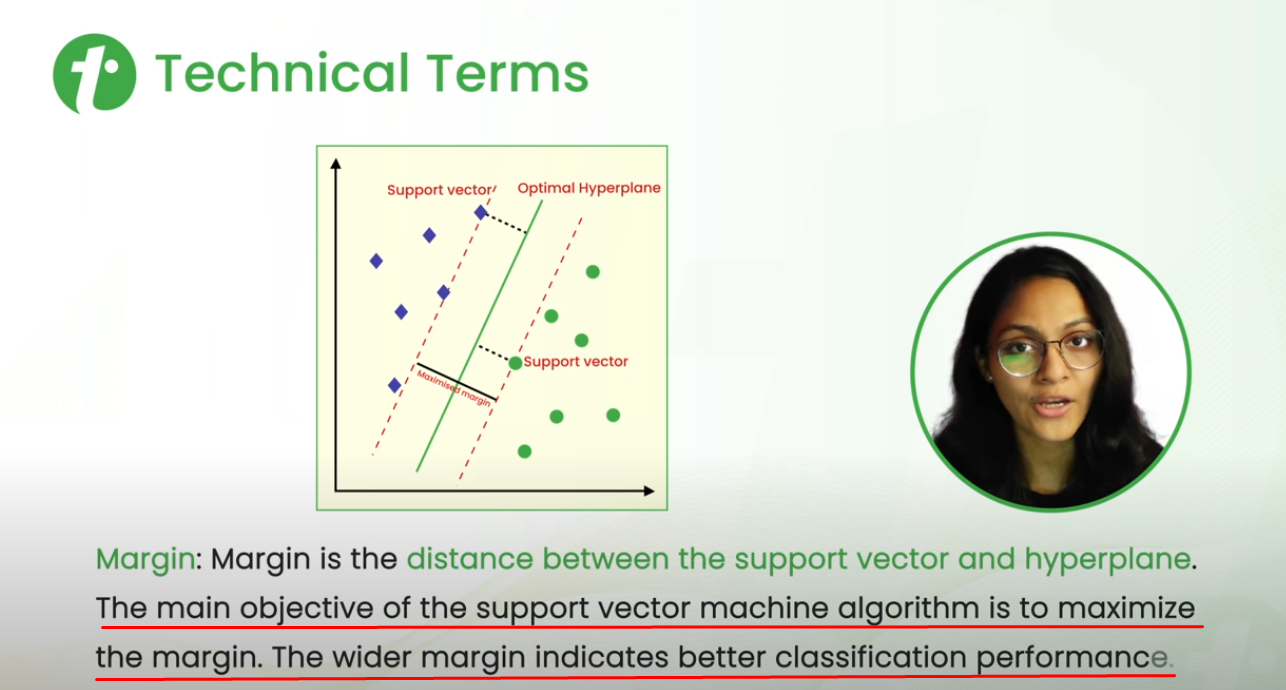 Technical Terms
Support vector
Optimal Hyperplane
Support vector
Maximised margin
Margin: Margin is the distance between the support vector and hyperplane.
The main objective of the support vector machine algorithm is to maximize
the margin. The wider margin indicates better classification performance.